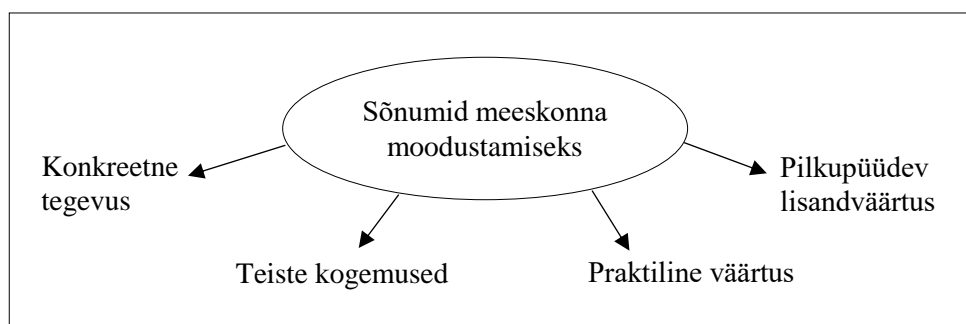 Sõnumid meeskonna
moodustamiseks
Konkreetne
tegevus
Pilkupüüdev
lisandväärtus
Teiste kogemused
Praktiline väärtus